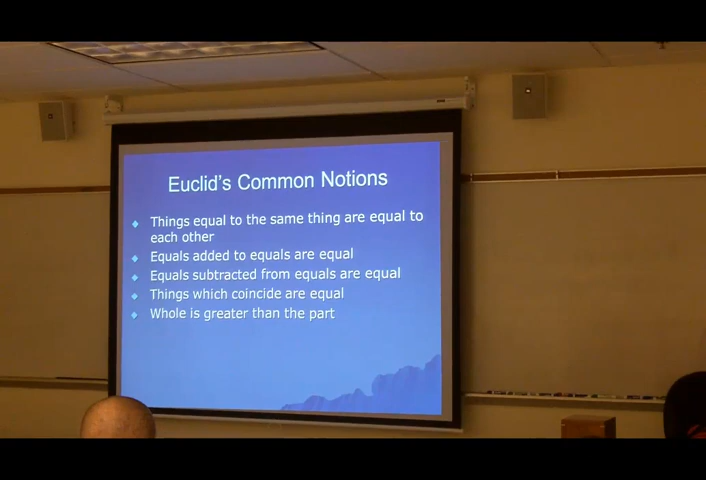 Euclid's Common Notions
Things equal to the same thing are equal to
each other
Equals added to equals are equal
Equals subtracted from equals are equal
Things which coincide are equal
Whole is greater than the part